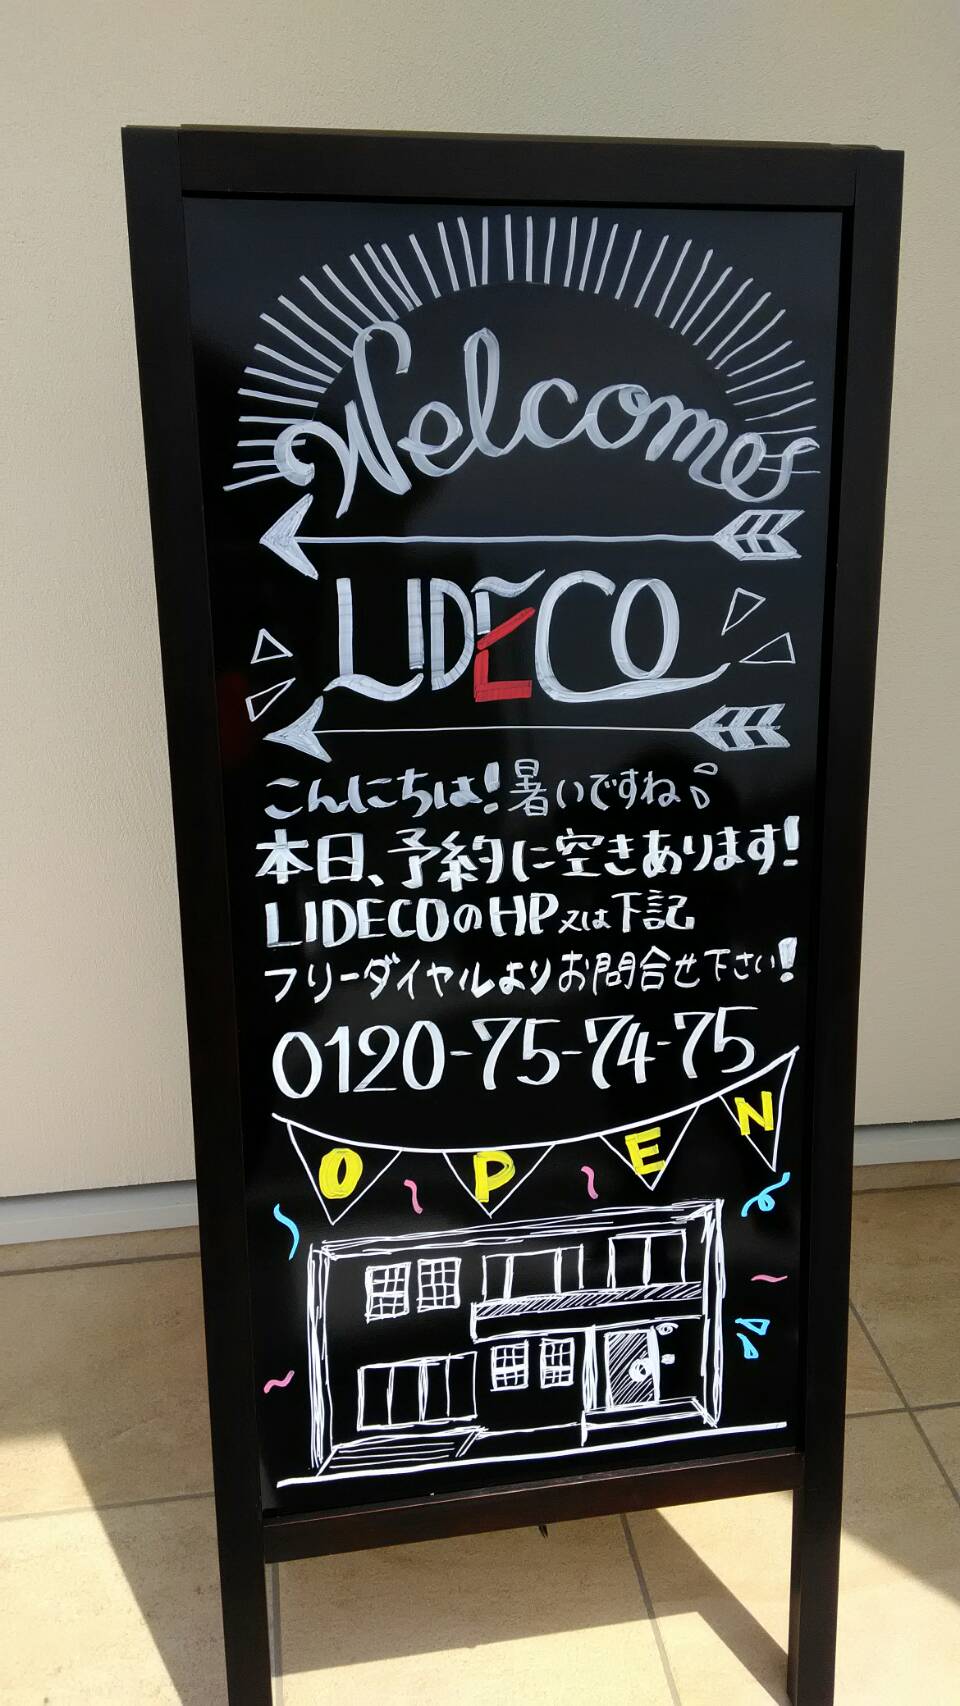 Welcome
LIDECO
こんにちは!暑いですね
本日、予約に空きあります!
LIDECOのHP又は下記
フリーダイヤルよりお問合せ下さい!
0120-75-74-75
OPEN